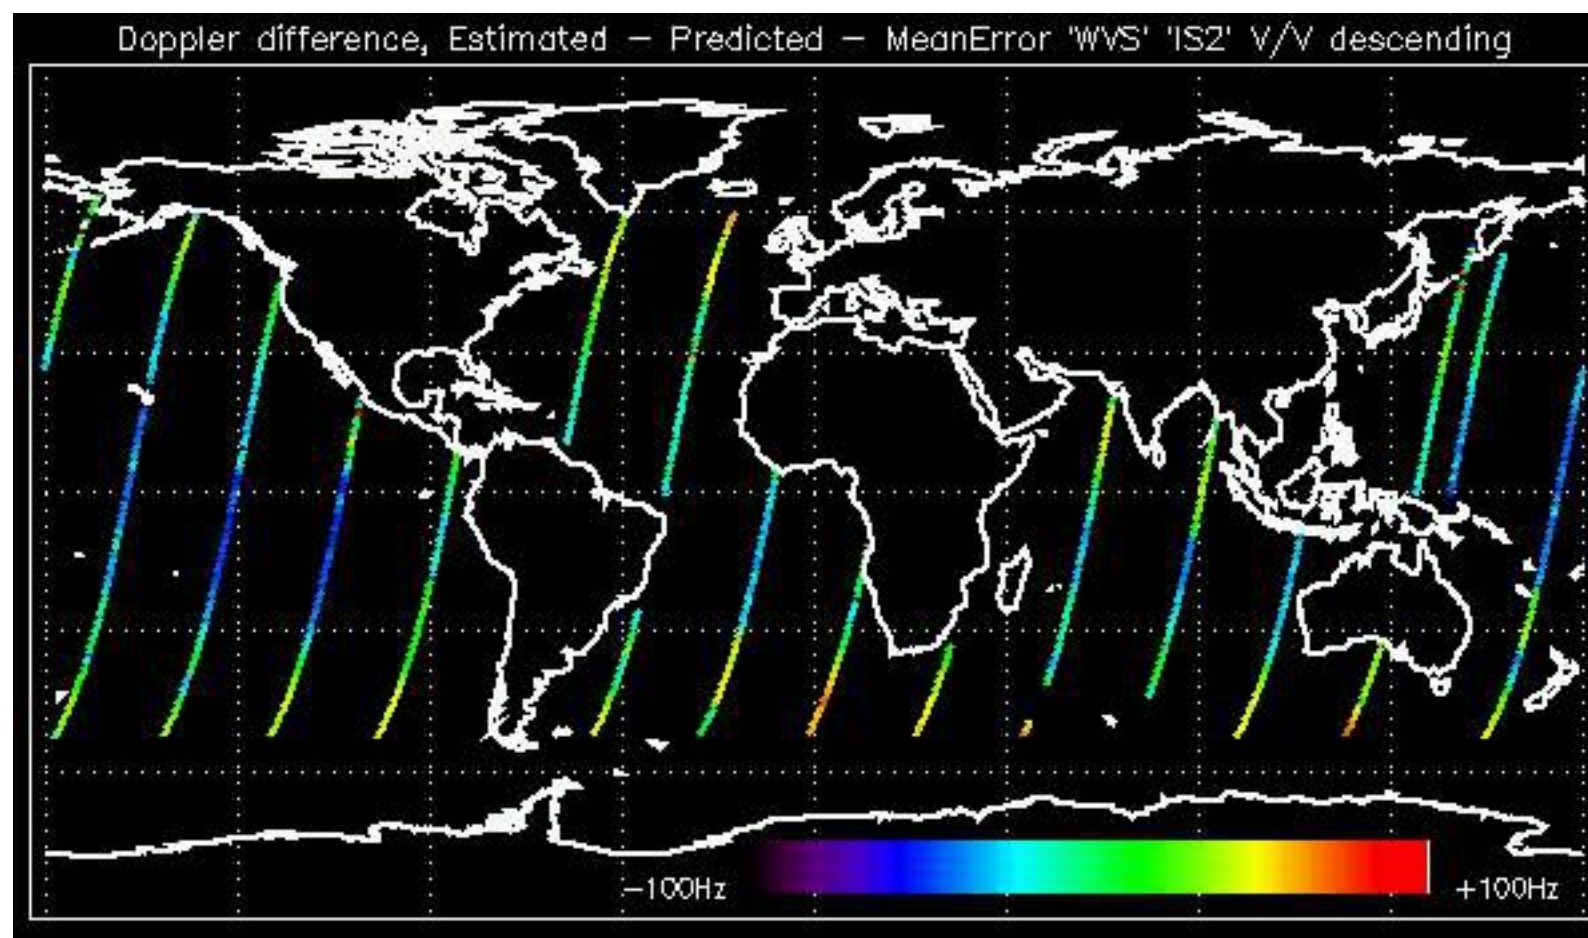 Doppler difference, Estimated - Predicted - MeanError 'WVS' 'IS2' V/V descending
-100Hz +100Hz